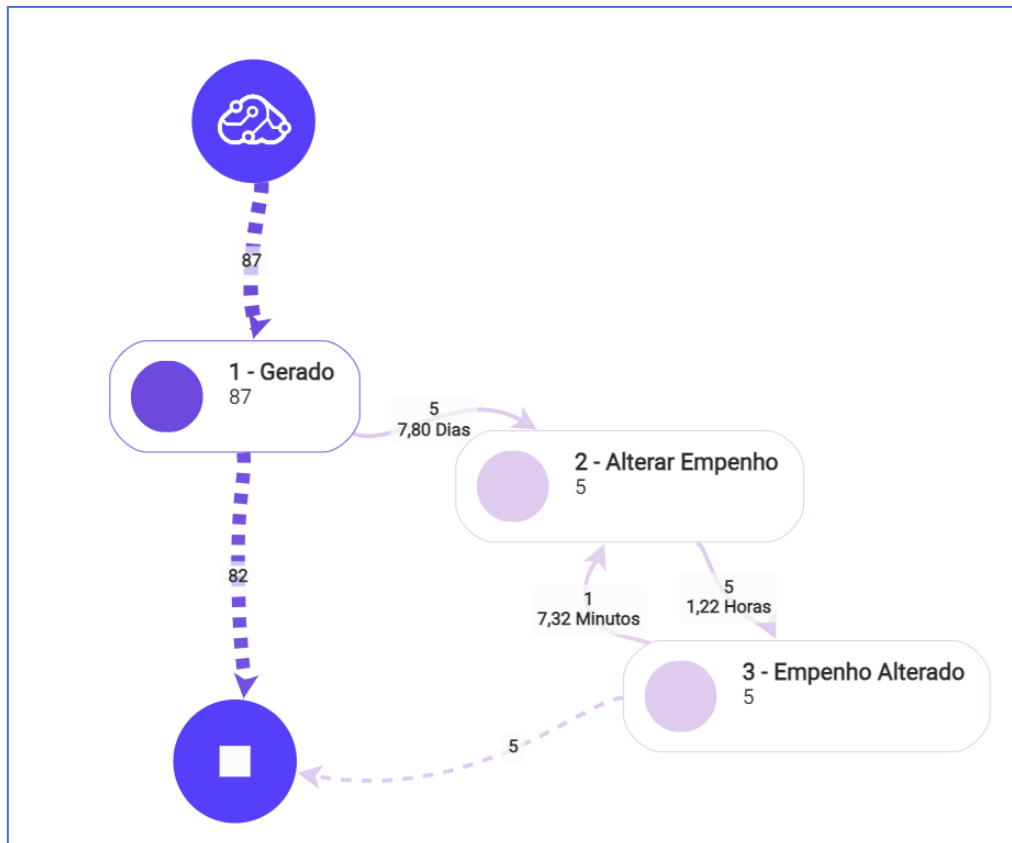 87
1 - Gerado
87
5
7,80 Dias
2 - Alterar Empenho
5
82
1
7,32 Minutos
5
1,22 Horas
3 - Empenho Alterado
5
5